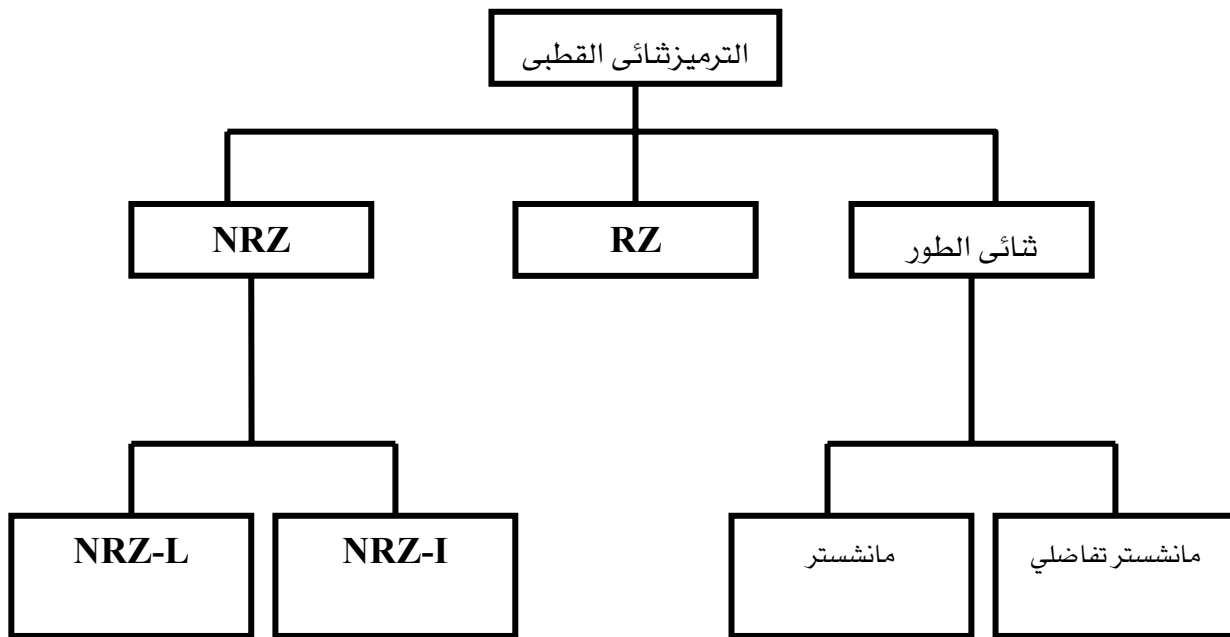 الترميزثنائى القطبى
NRZ
RZ
ثنائى الطور
NRZ-L
NRZ-I
مانشستر
مانشستر تفاضلي